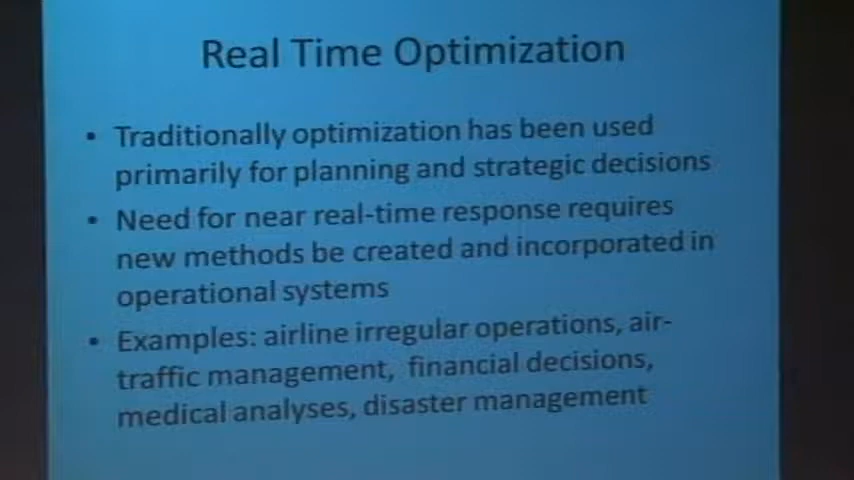 Real Time Optimization
• Traditionally optimization has been used
primarily for planning and strategic decisions
• Need for near real-time response requires
new methods be created and incorporated in
operational systems
• Examples: airline irregular operations, air-
traffic management, financial decisions,
medical analyses, disaster management